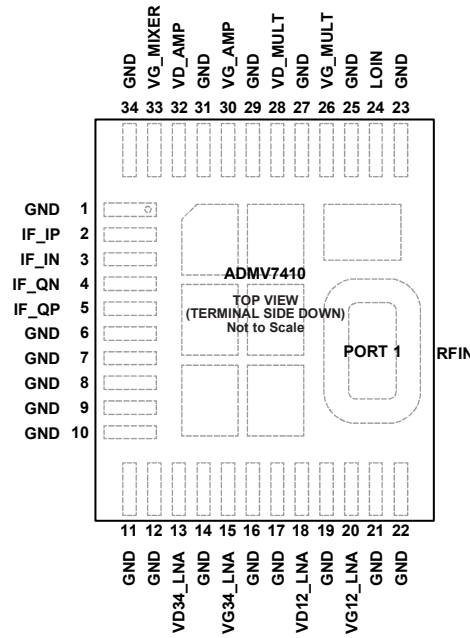 GND
VG_MIXER
VD_AMP
GND
VG_AMP
GND
VD_MULT
GND
VG_MULT
GND
LOIN
GND
34 33 32 31 30 29 28 27 26 25 24 23
GND 1
IF_IP 2
IF_IN 3
IF_QN 4
IF_QP 5
GND 6
GND 7
GND 8
GND 9
GND 10
ADMV7410
TOP VIEW
(TERMINAL SIDE DOWN)
Not to Scale
PORT 1
RFIN
11 12 13 14 15 16 17 18 19 20 21 22
GND
GND
VD34_LNA
GND
VG34_LNA
GND
GND
VD12_LNA
GND
VG12_LNA
GND
GND